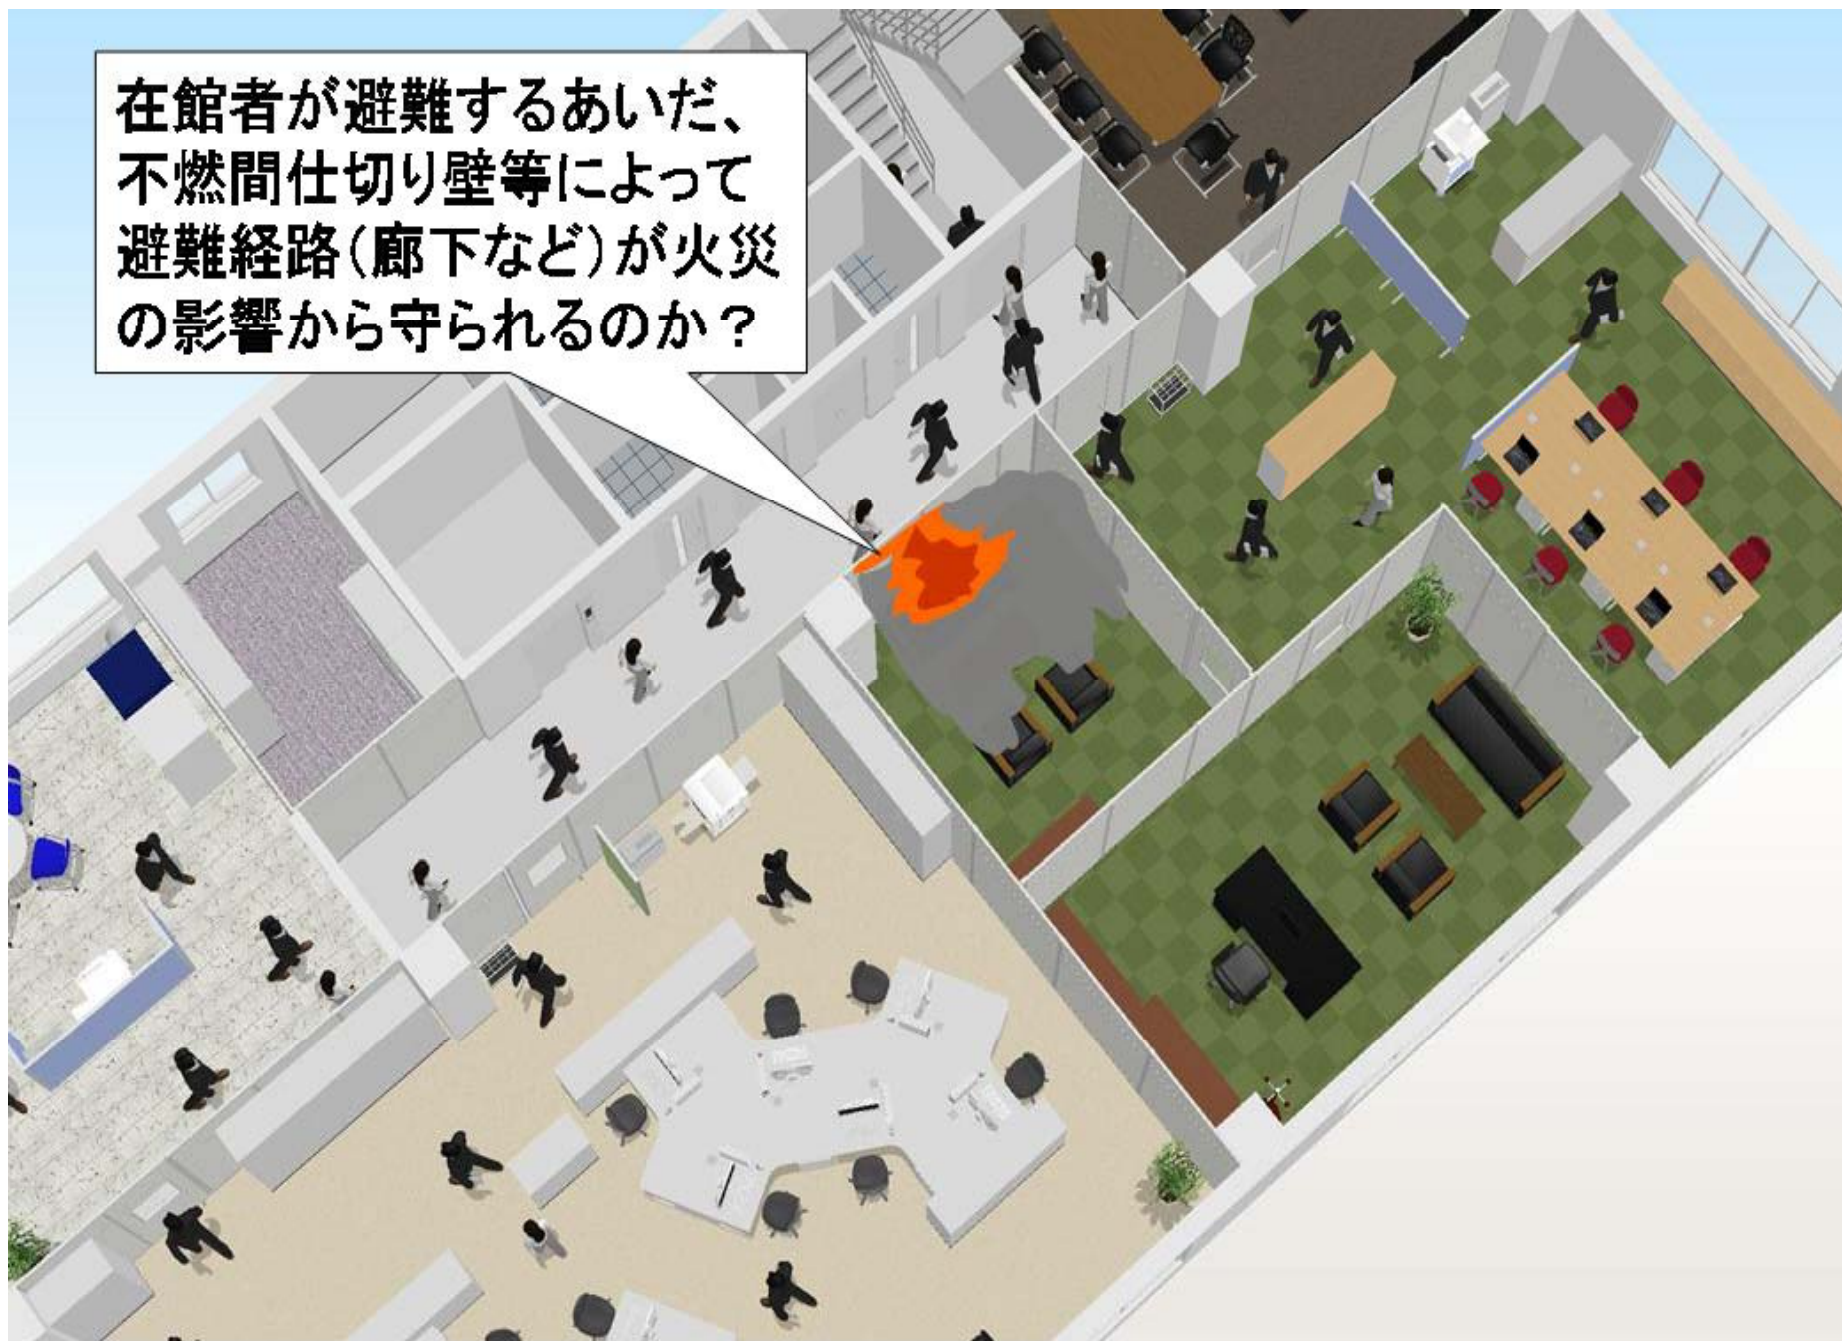 在館者が避難するあいだ、
不燃間仕切り壁等によって
避難経路(廊下など)が火災
の影響から守られるのか？